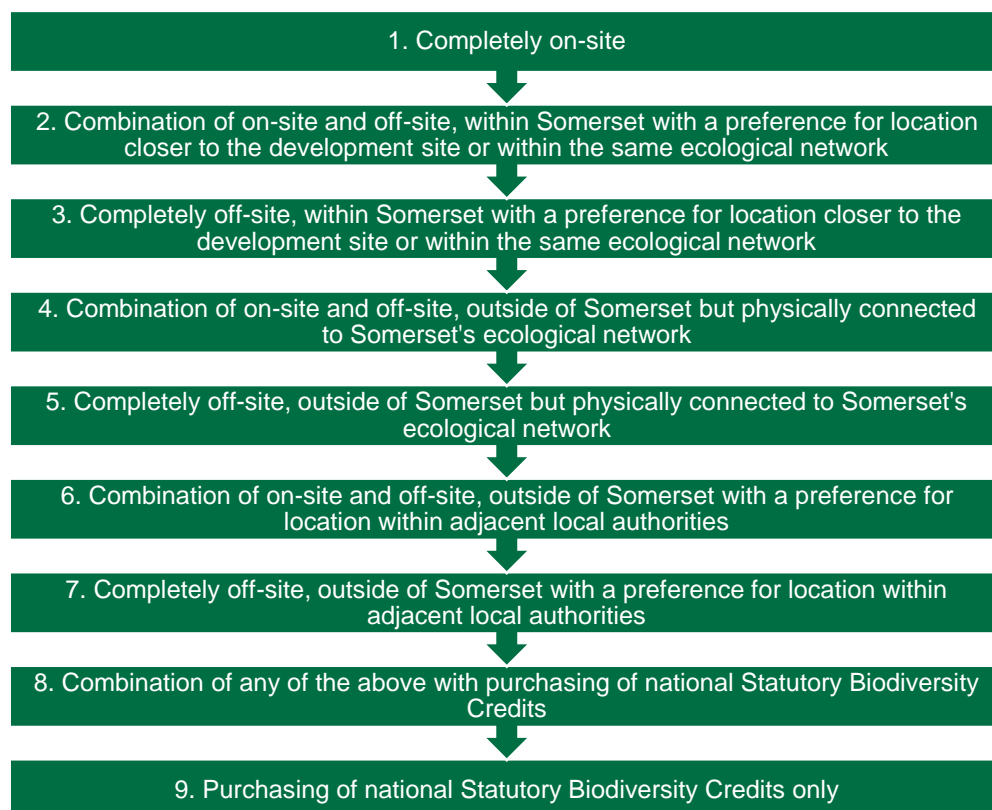 1. Completely on-site
2. Combination of on-site and off-site, within Somerset with a preference for location
closer to the development site or within the same ecological network
3. Completely off-site, within Somerset with a preference for location closer to the
development site or within the same ecological network
4. Combination of on-site and off-site, outside of Somerset but physically connected
to Somerset's ecological network
5. Completely off-site, outside of Somerset but physically connected to Somerset's
ecological network
6. Combination of on-site and off-site, outside of Somerset with a preference for
location within adjacent local authorities
7. Completely off-site, outside of Somerset with a preference for location within
adjacent local authorities
8. Combination of any of the above with purchasing of national Statutory Biodiversity
Credits
9. Purchasing of national Statutory Biodiversity Credits only